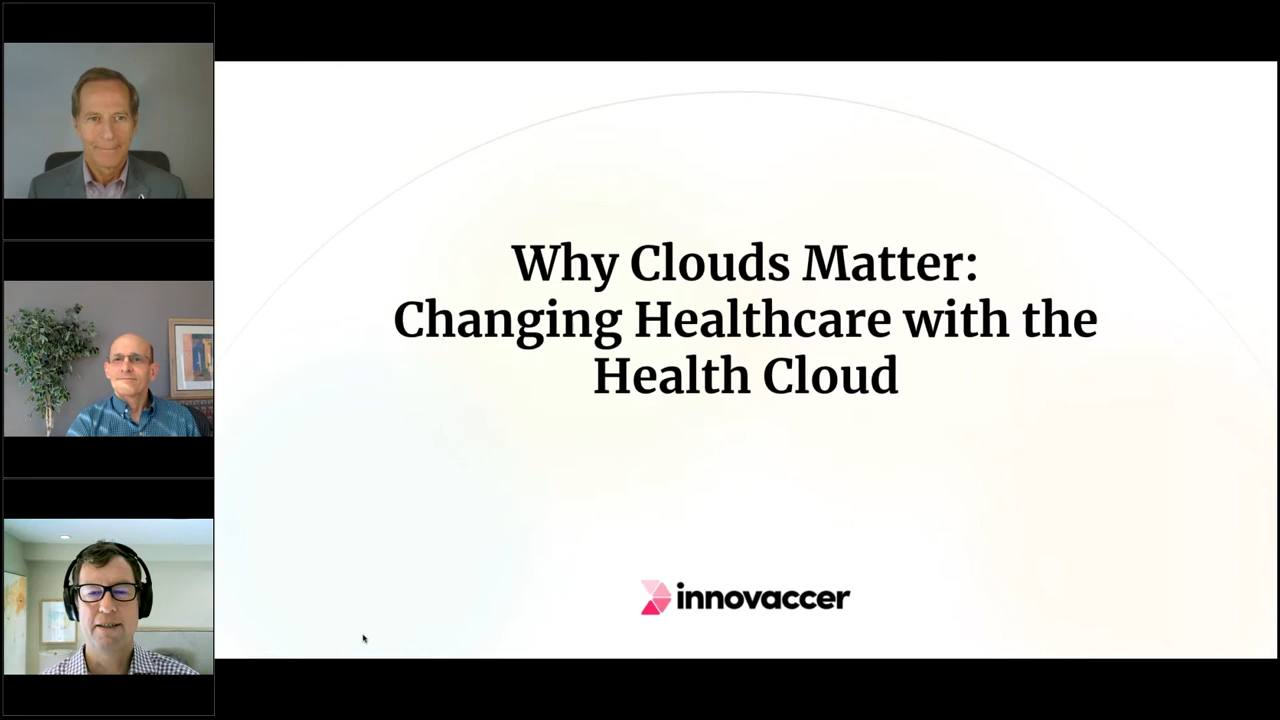 Why Clouds Matter:
Changing Healthcare with the
Health Cloud
innovaccer